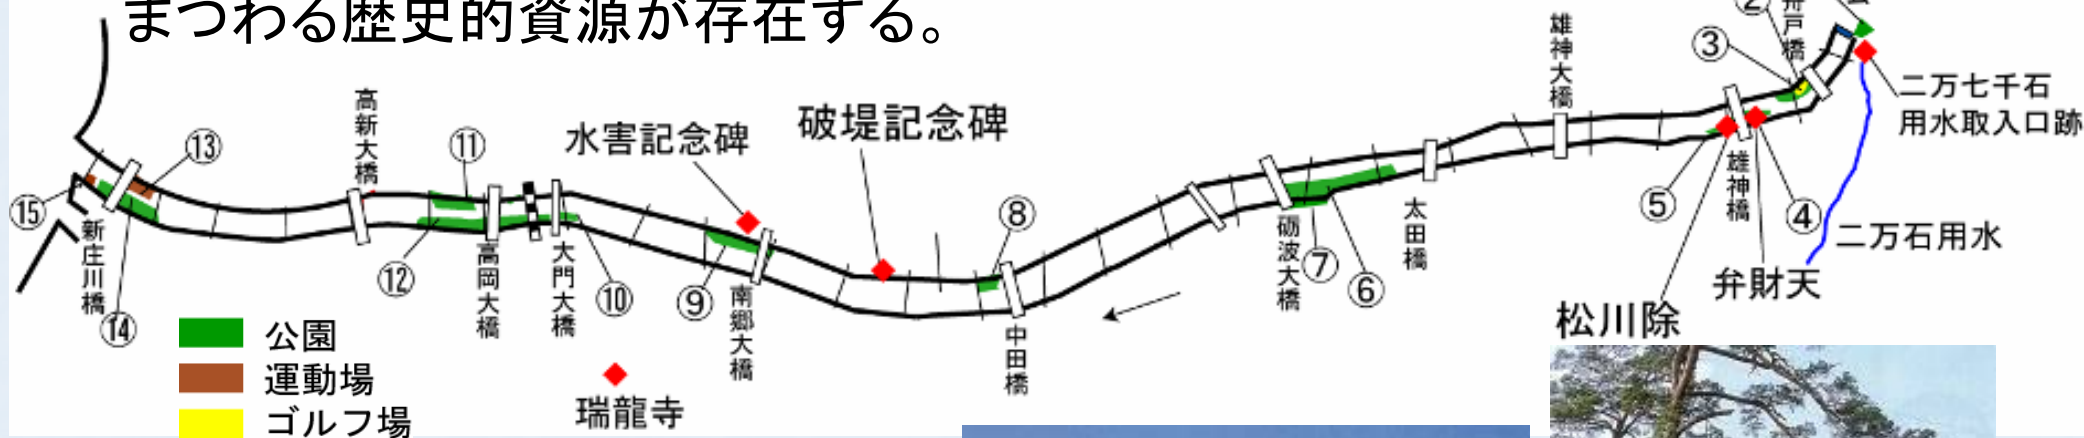 まつわる歴史的資源が存在する。
②
舟戸橋
③
雄神大橋
二万七千石
用水取入口跡
高新大橋
⑪
⑬
水害記念碑
破堤記念碑
⑧
⑤
雄神橋
④
二万石用水
⑮
新庄川橋
⑭
⑫
高岡大橋
大門大橋
⑩
⑨
南郷大橋
中田橋
砺波大橋
⑦
⑥
太田橋
弁財天
松川除
公園
運動場
ゴルフ場
瑞龍寺